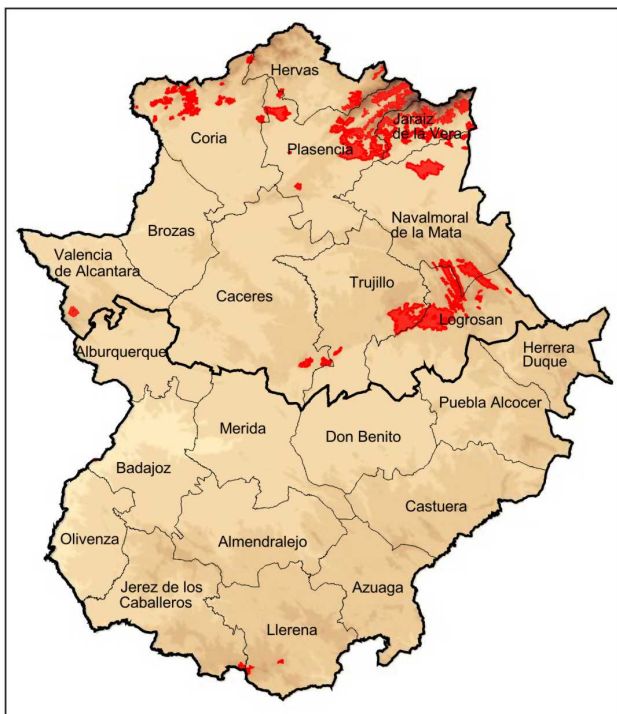 Hervas
Coria
Jaraiz
de la Vera
Plasencia
Navalmoral
de la Mata
Brozas
Valencia
de Alcantara
Trujillo
Caceres
Logrosan
Alburquerque
Herrera
Duque
Puebla Alcocer
Merida
Don Benito
Badajoz
Castuera
Olivenza
Almendralejo
Jerez de los
Caballeros
Azuaga
Llerena